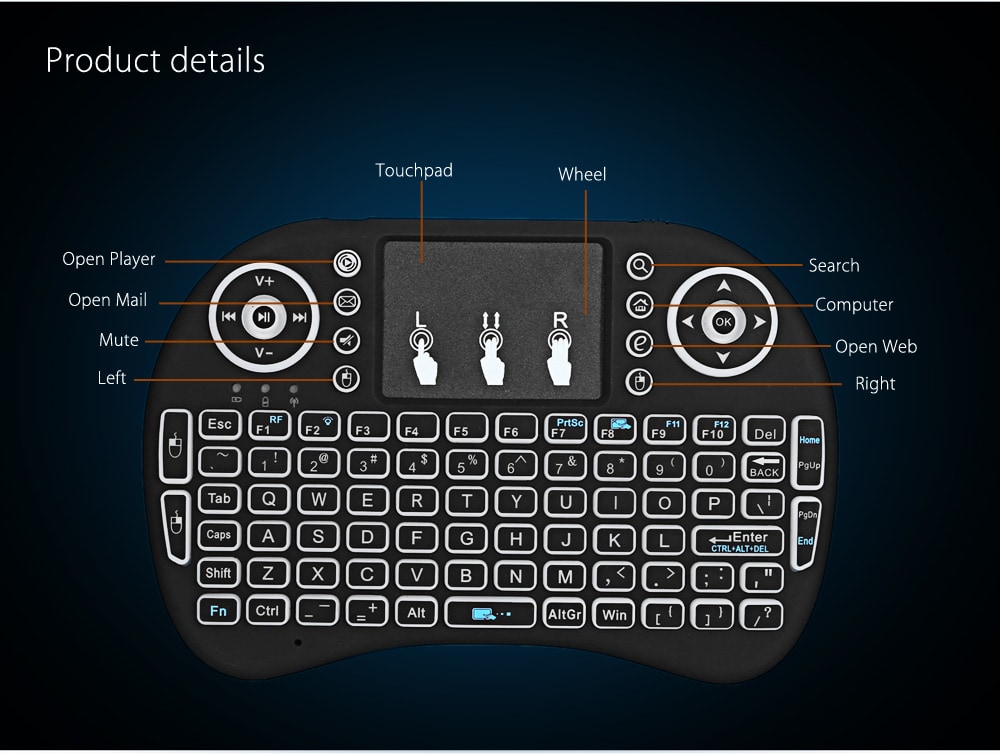 Product details
Touchpad
Wheel
Open Player
Open Mail
Mute
Left
Search
Computer
Open Web
Right
V+
V-
L
R
OK
Esc F1 RF F2 F3 F4 F5 F6 F7 PrtSc F8 F9 F11 F10 F12 Del
Home
PgUp
` ~ 1 ! 2 @ 3 # 4 $ 5 % 6 ^ 7 & 8 * 9 ( 0 ) BACK
Tab Q W E R T Y U I O P \ ¦
PgDn
End
Caps A S D F G H J K L Enter
CTRL+ALT+DEL
Shift Z X C V B N M , < . > ; : , "
Fn Ctrl _ — = + Alt AltGr Win [ { ] } / ?